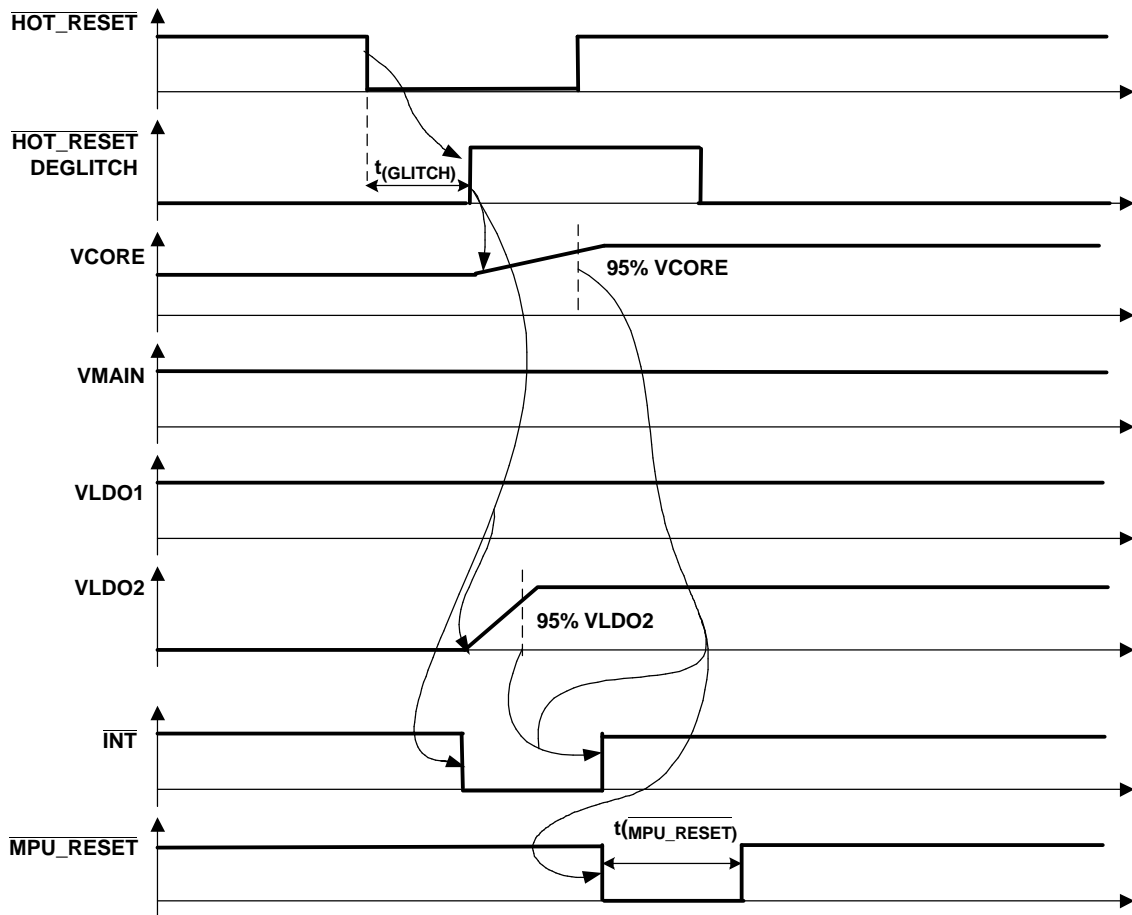 HOT_RESET
HOT_RESET
DEGLITCH
t(GLITCH)
VCORE
95% VCORE
VMAIN
VLDO1
VLDO2
95% VLDO2
INT
t(MPU_RESET)
MPU_RESET